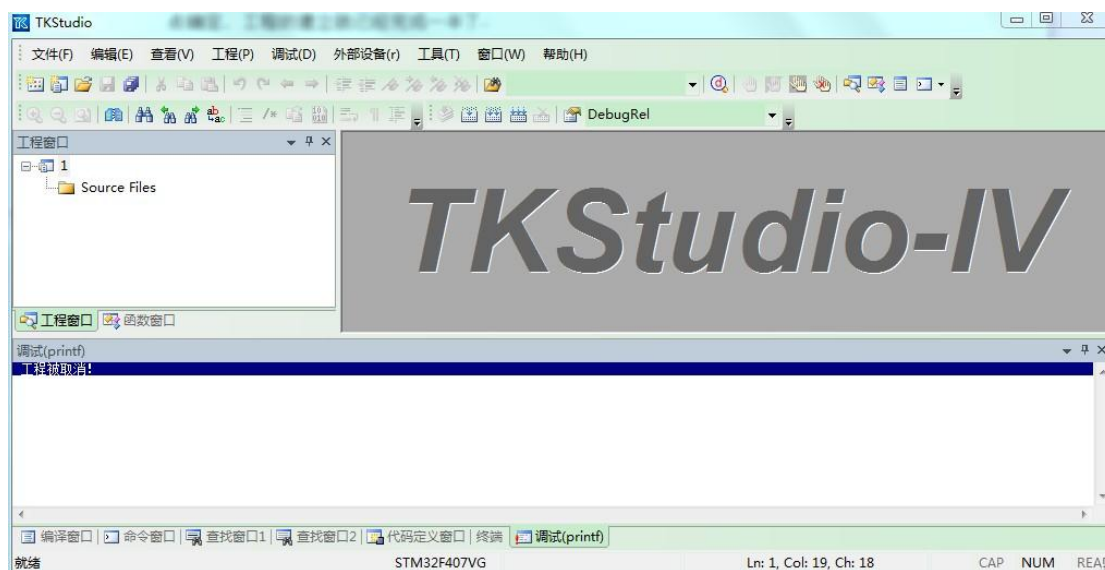 TKStudio
文件(F) 编辑(E) 查看(V) 工程(P) 调试(D) 外部设备(r) 工具(T) 窗口(W) 帮助(H)
DebugRel
工程窗口
1
Source Files
TKStudio-IV
工程窗口 函数窗口
调试(printf)
工程被取消!
编译窗口 命令窗口 查找窗口1 查找窗口2 代码定义窗口 终端 调试(printf)
就绪 STM32F407VG Ln: 1, Col: 19, Ch: 18 CAP NUM